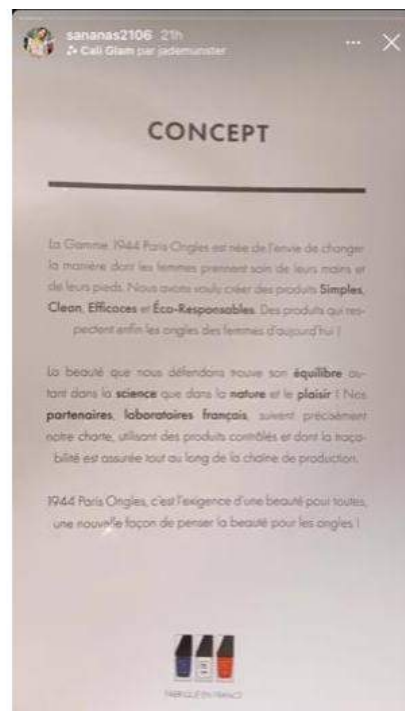 sananas2106 21h
Cali Glam par jademunster
CONCEPT
La Gamme 1944 Paris Ongles est née de l'envie de changer
la manière dont les femmes prennent soin de leurs mains et
de leurs pieds. Nous avons voulu créer des produits Simples,
Clean, Efficaces et Éco-Responsables. Des produits qui res-
pectent enfin les ongles des femmes d'aujourd'hui !
La beauté que nous défendons trouve son équilibre au-
tant dans la science que dans la nature et le plaisir ! Nos
partenaires, laboratoires français, suivent précisément
notre charte, utilisant des produits contrôlés et dont la traça-
bilité est assurée tout au long de la chaîne de production.
1944 Paris Ongles, c'est l'exigence d'une beauté pour toutes,
une nouvelle façon de penser la beauté pour les ongles !
FABRIQUÉ EN FRANCE